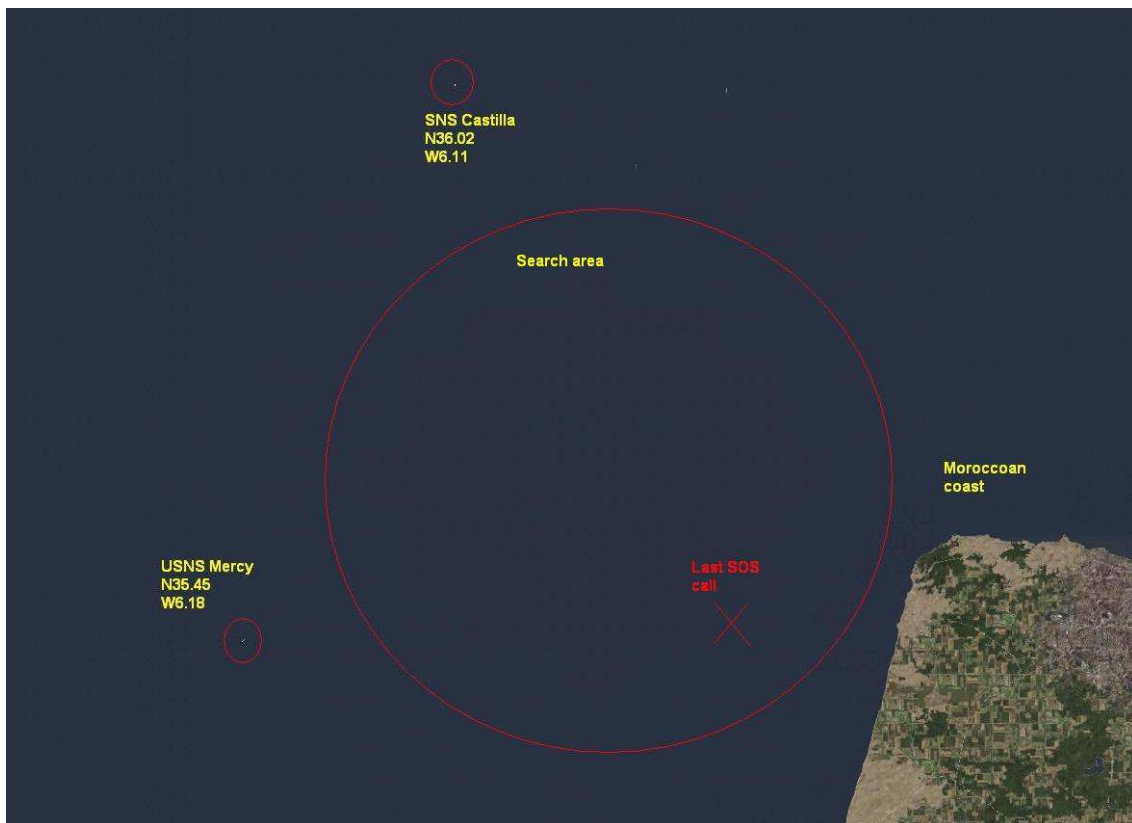 SNS Castilla
N36.02
W6.11
Search area
Moroccoan
coast
USNS Mercy
N35.45
W6.18
Last SOS
call